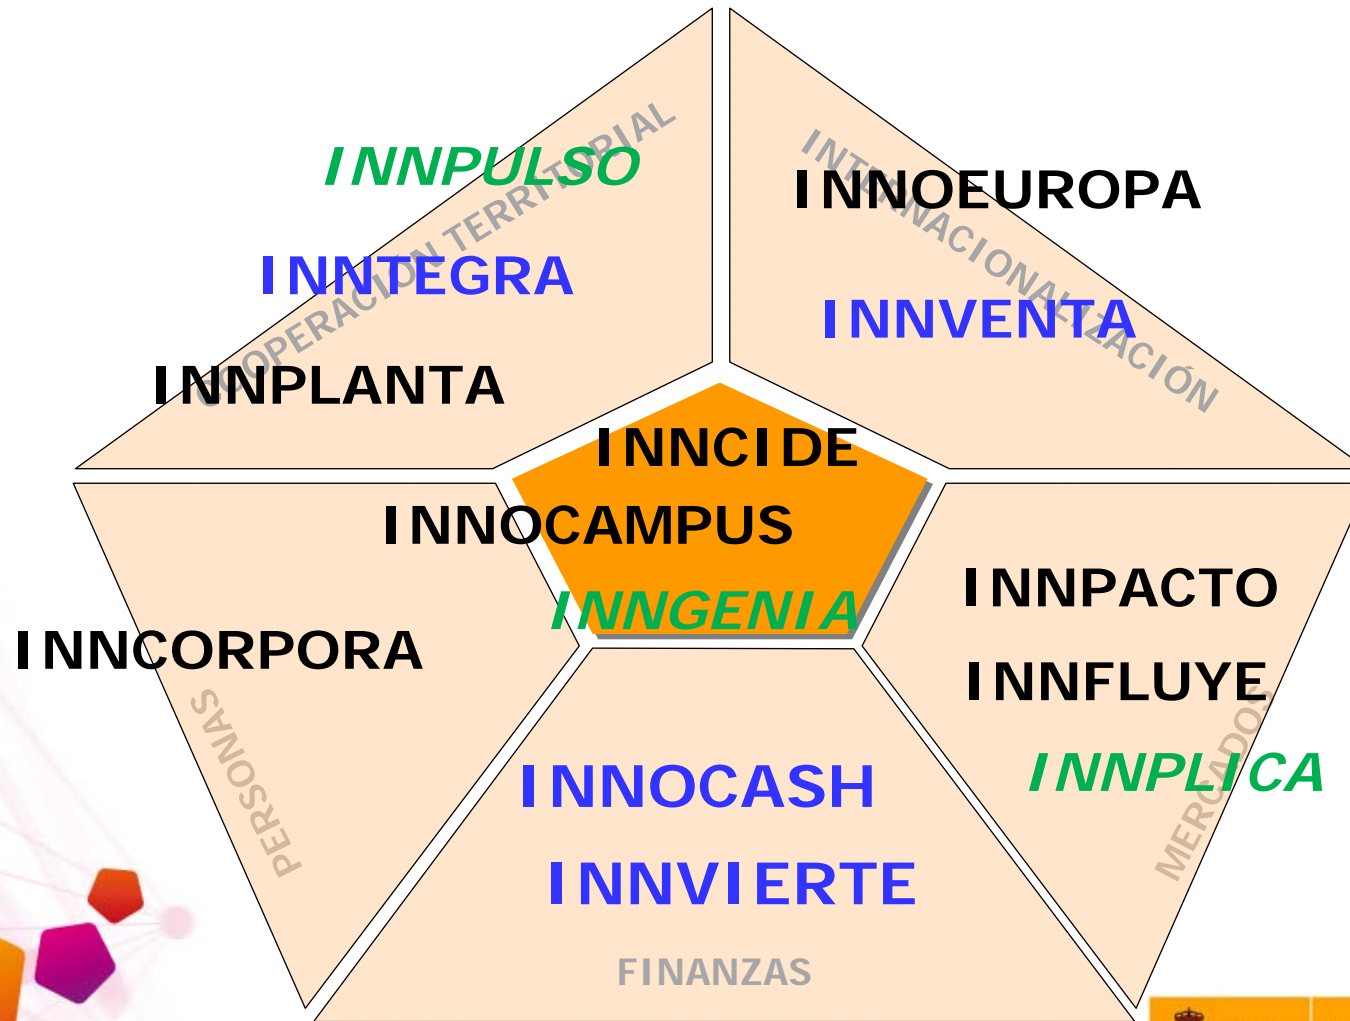 COOPERACIÓN TERRITORIAL
INNPULSO
INNTEGRA
INNPLANTA
INTERNACIONALIZACIÓN
INNOEUROPA
INNVENTA
INNCIDE
INNOCAMPUS
INNGENIA
INNCORPORA
PERSONAS
INNPACTO
INNFLUYE
INNPLICA
MERCADOS
INNOCASH
INNVIERTE
FINANZAS